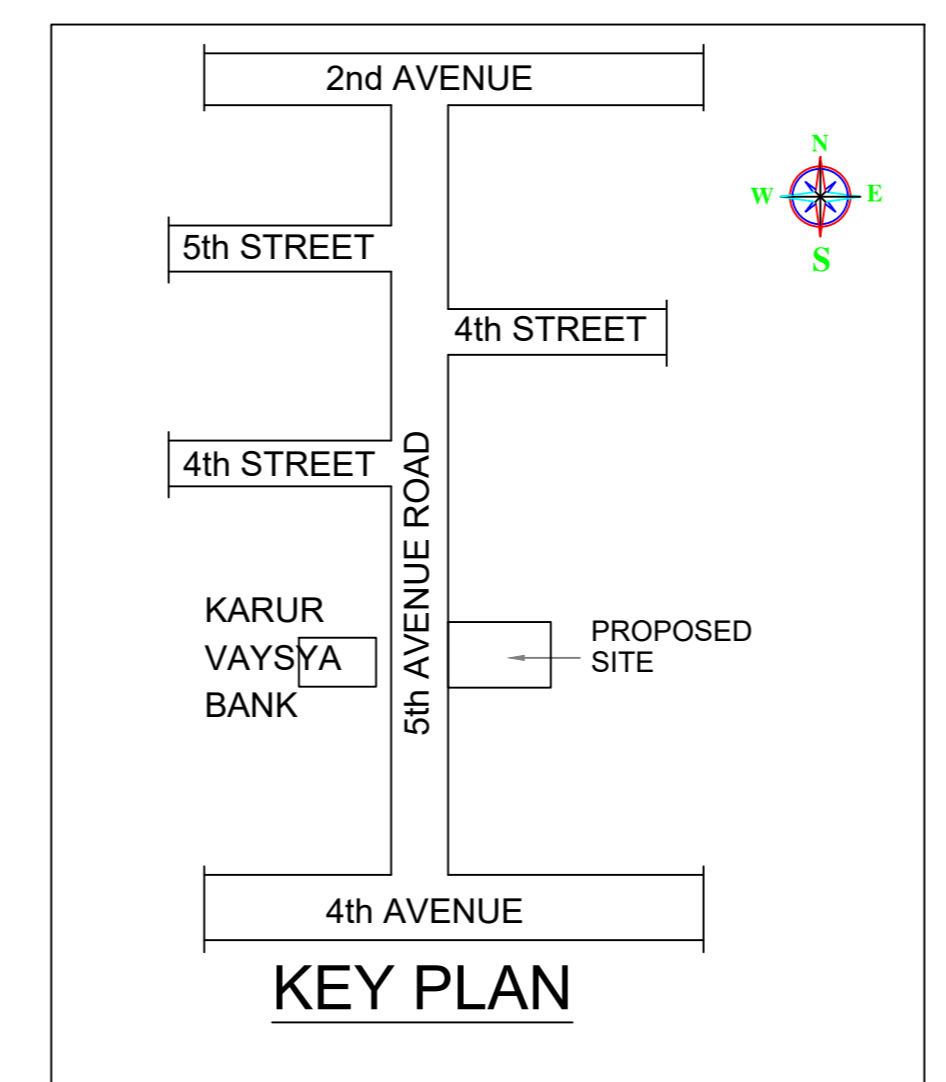 2nd AVENUE
N
W
E
S
5th STREET
4th STREET
4th STREET
5th AVENUE ROAD
KARUR
VAYSYA
BANK
PROPOSED
SITE
4th AVENUE
KEY PLAN